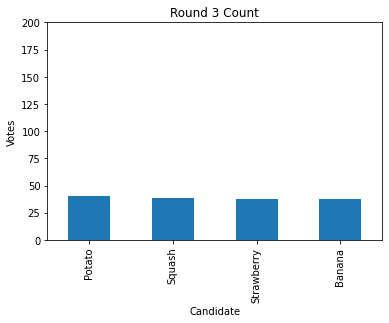 Round 3 Count
200
175
150
125
100
75
50
25
0
Votes
Potato
Squash
Strawberry
Banana
Candidate